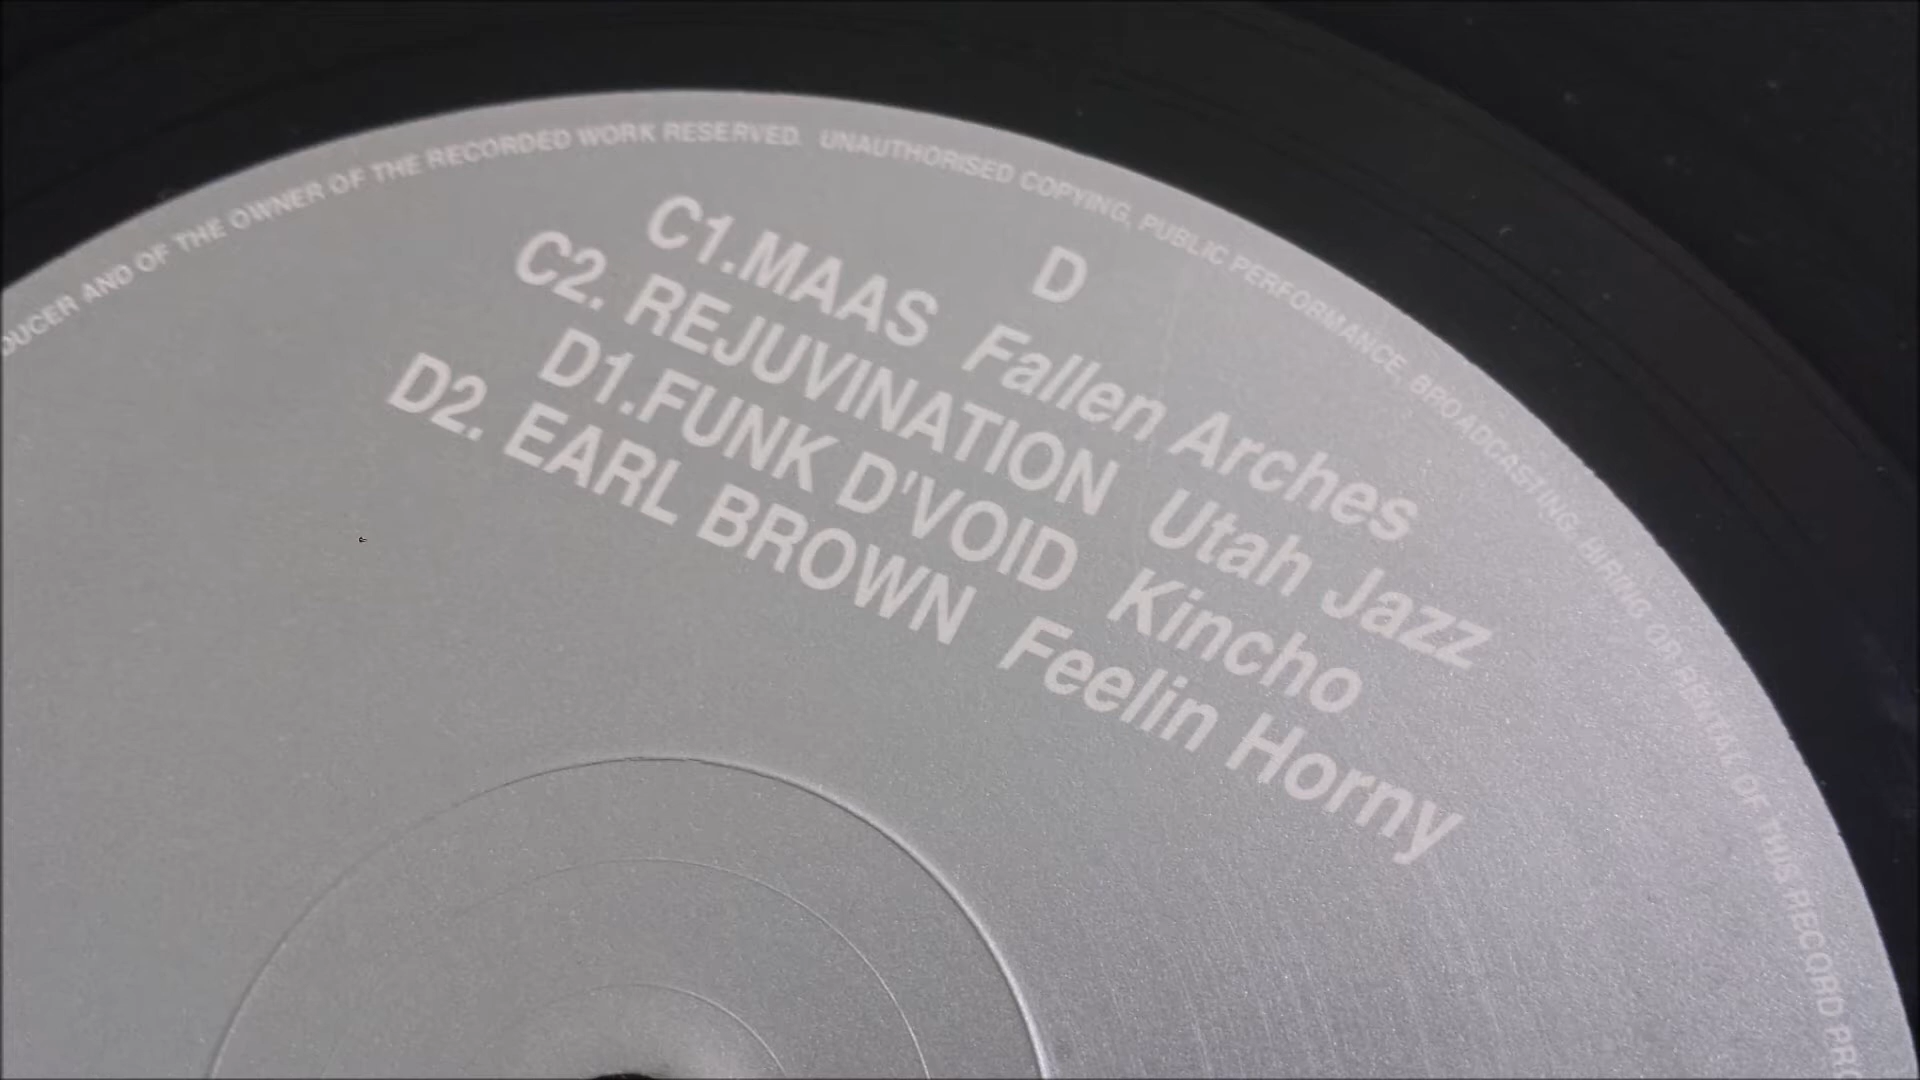 DUCER AND OF THE OWNER OF THE RECORDED WORK RESERVED. UNAUTHORISED COPYING, PUBLIC PERFORMANCE, BROADCASTING, HIRING OR RENTAL OF THIS RECORD PRO
D
C1.MAAS Fallen Arches
C2. REJUVINATION Utah Jazz
D1.FUNK D'VOID Kincho
D2. EARL BROWN Feelin Horny